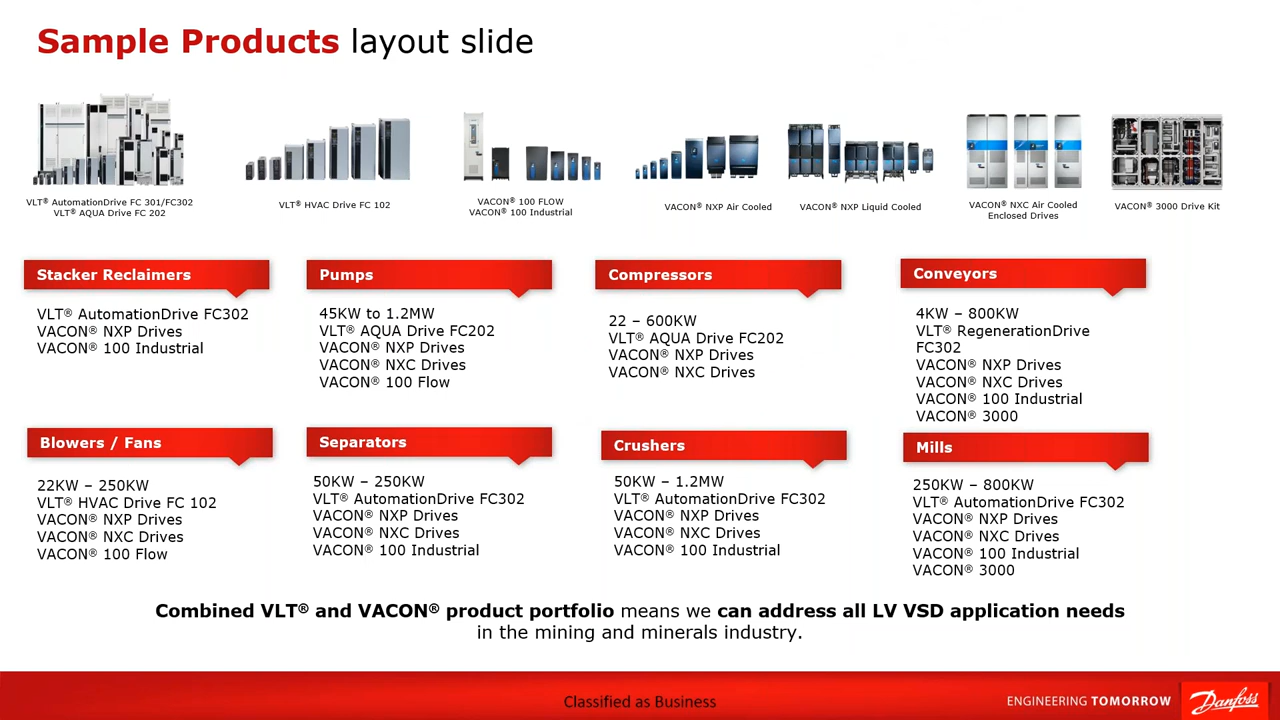 Sample Products layout slide
VLT® AutomationDrive FC 301/FC302
VLT® AQUA Drive FC 202
VLT® HVAC Drive FC 102
VACON® 100 FLOW
VACON® 100 Industrial
VACON® NXP Air Cooled
VACON® NXP Liquid Cooled
VACON® NXC Air Cooled
Enclosed Drives
VACON® 3000 Drive Kit
Stacker Reclaimers
VLT® AutomationDrive FC302
VACON® NXP Drives
VACON® 100 Industrial
Pumps
45KW to 1.2MW
VLT® AQUA Drive FC202
VACON® NXP Drives
VACON® NXC Drives
VACON® 100 Flow
Compressors
22 – 600KW
VLT® AQUA Drive FC202
VACON® NXP Drives
VACON® NXC Drives
Conveyors
4KW – 800KW
VLT® RegenerationDrive
FC302
VACON® NXP Drives
VACON® NXC Drives
VACON® 100 Industrial
VACON® 3000
Blowers / Fans
22KW – 250KW
VLT® HVAC Drive FC 102
VACON® NXP Drives
VACON® NXC Drives
VACON® 100 Flow
Separators
50KW – 250KW
VLT® AutomationDrive FC302
VACON® NXP Drives
VACON® NXC Drives
VACON® 100 Industrial
Crushers
50KW – 1.2MW
VLT® AutomationDrive FC302
VACON® NXP Drives
VACON® NXC Drives
VACON® 100 Industrial
Mills
250KW – 800KW
VLT® AutomationDrive FC302
VACON® NXP Drives
VACON® NXC Drives
VACON® 100 Industrial
VACON® 3000
Combined VLT® and VACON® product portfolio means we can address all LV VSD application needs
in the mining and minerals industry.
Classified as Business
ENGINEERING TOMORROW
Danfoss